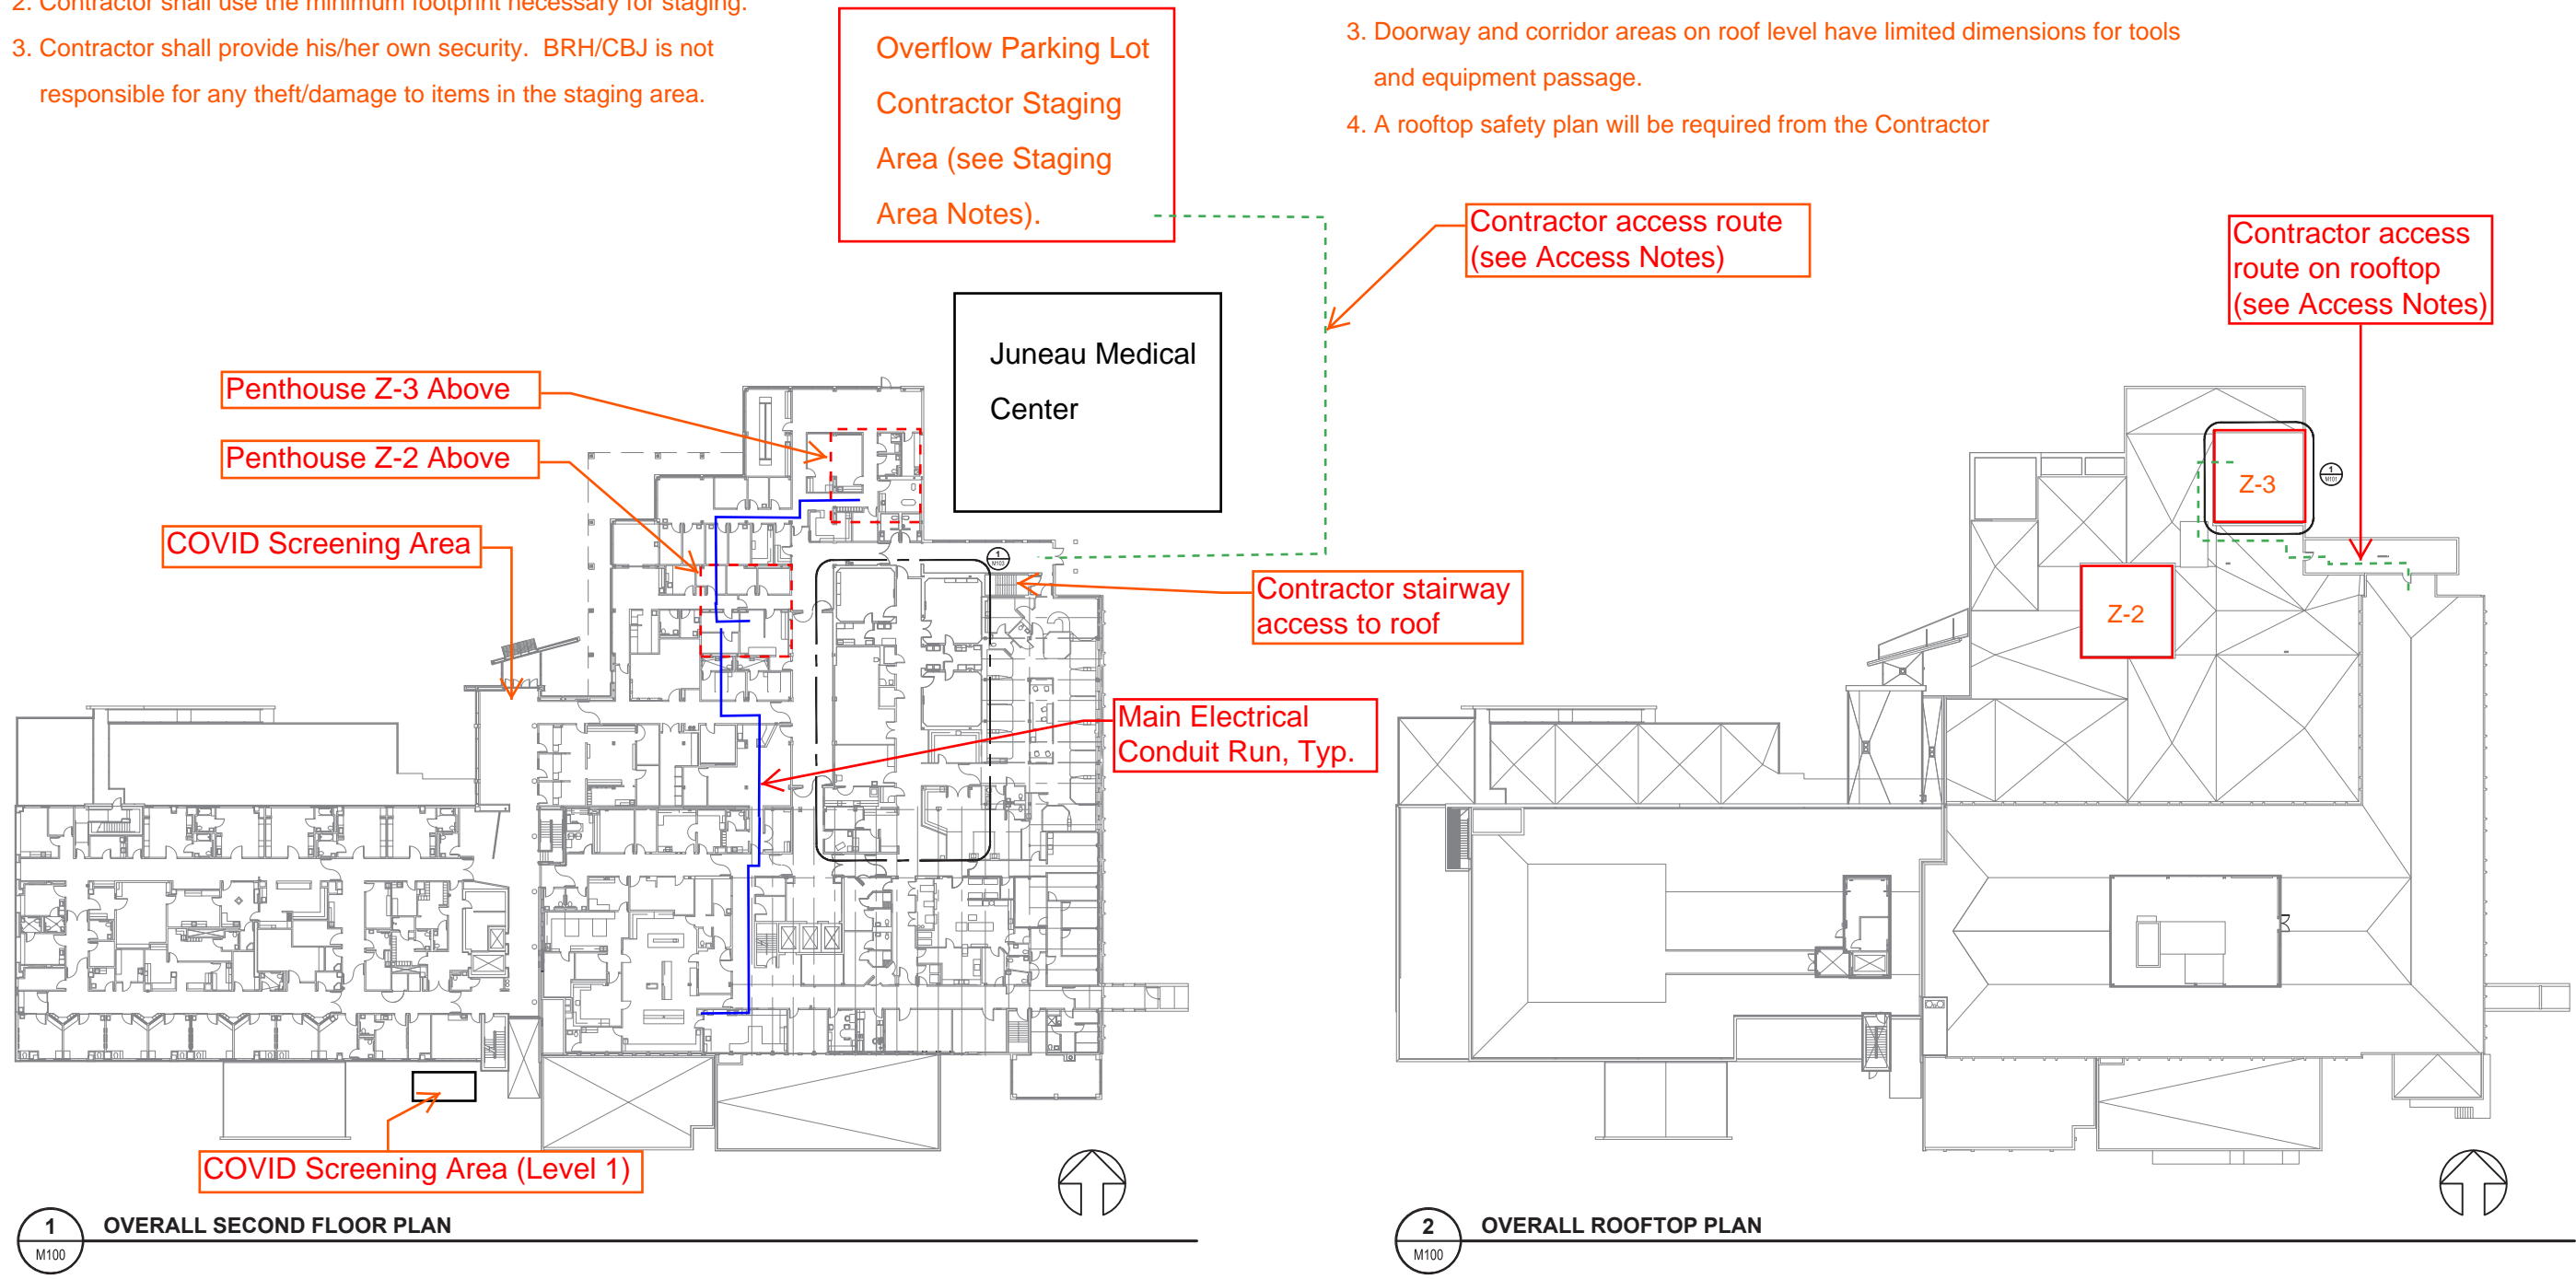 2. Contractor shall use the minimum footprint necessary for staging.
3. Contractor shall provide his/her own security.  BRH/CBJ is not
responsible for any theft/damage to items in the staging area.
Overflow Parking Lot
Contractor Staging
Area (see Staging
Area Notes).
3. Doorway and corridor areas on roof level have limited dimensions for tools
and equipment passage.
4. A rooftop safety plan will be required from the Contractor
Contractor access route
(see Access Notes)
Contractor access
route on rooftop
(see Access Notes)
Juneau Medical
Center
Penthouse Z-3 Above
Penthouse Z-2 Above
COVID Screening Area
1
M103
Contractor stairway
access to roof
Main Electrical
Conduit Run, Typ.
COVID Screening Area (Level 1)
Z-3
1
M101
Z-2
1
M100
OVERALL SECOND FLOOR PLAN
2
M100
OVERALL ROOFTOP PLAN